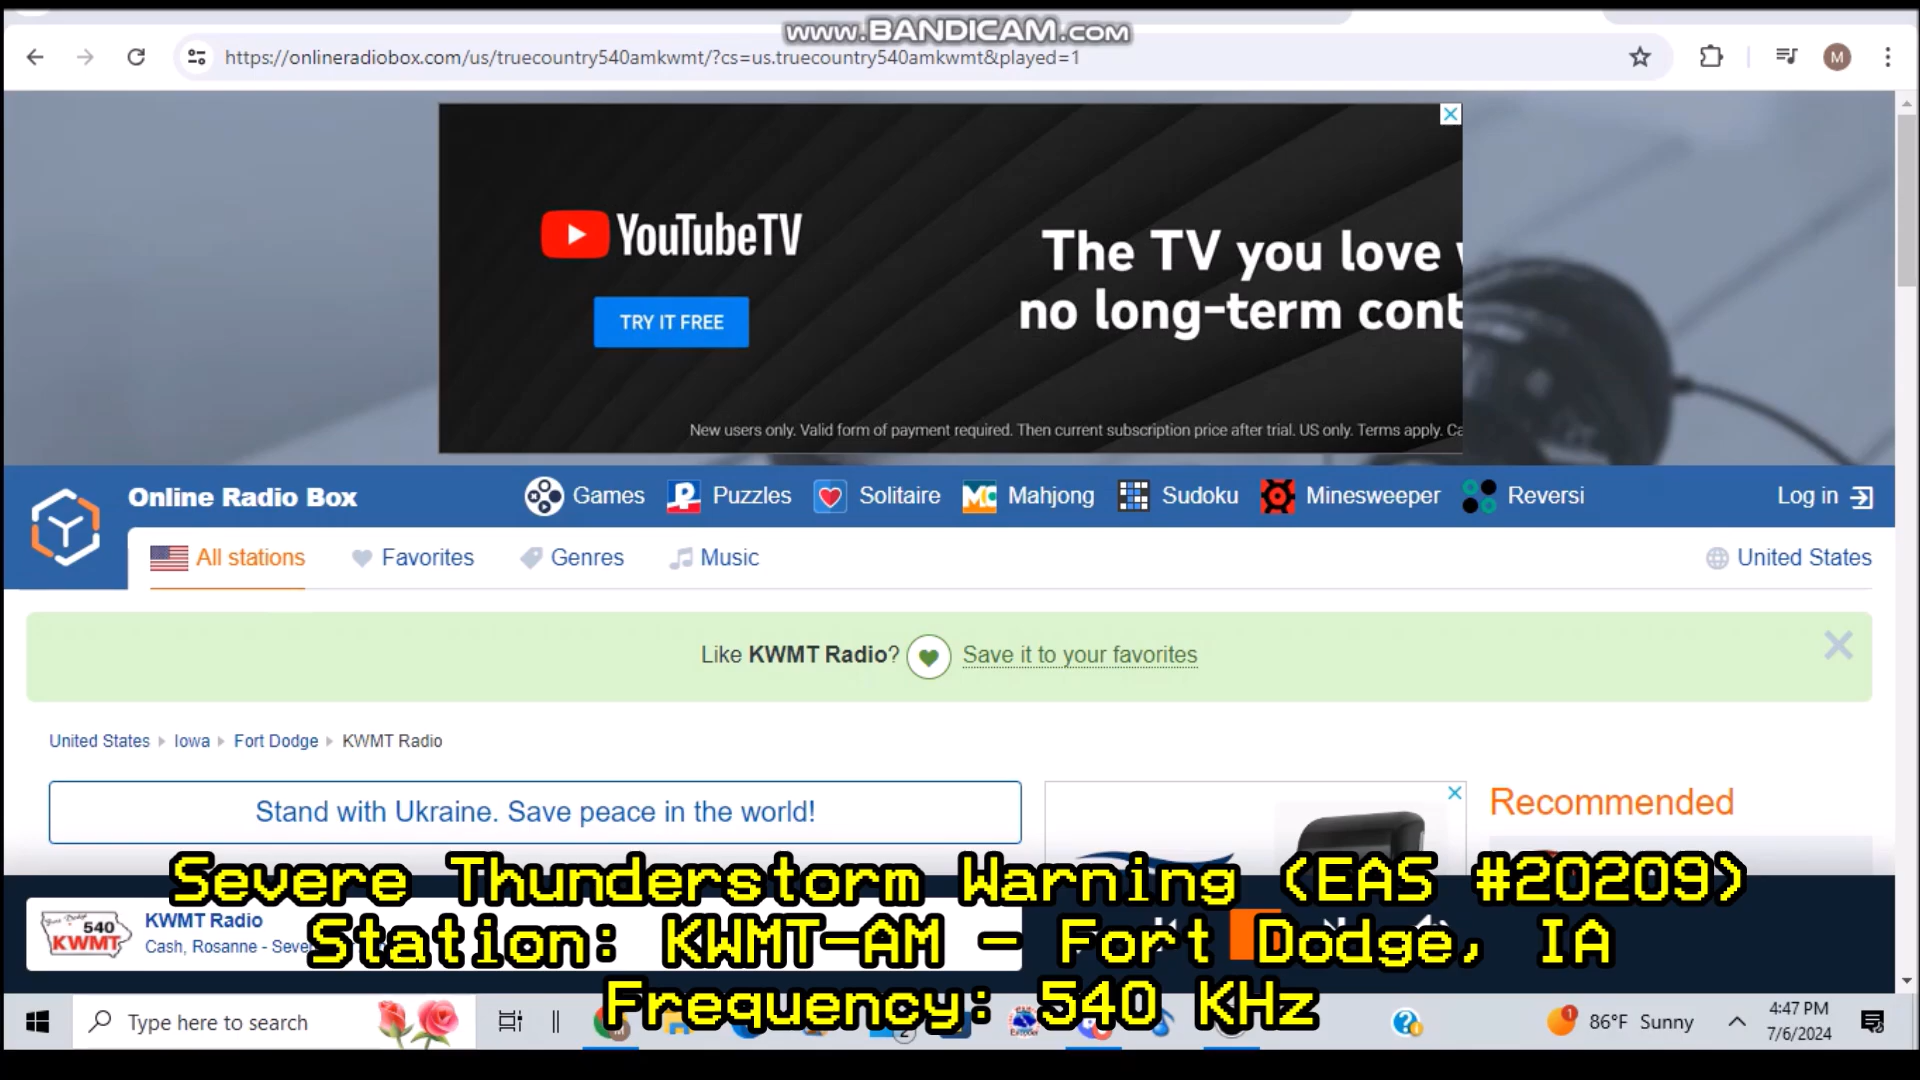 www.BANDICAM.com
https://onlineradiobox.com/us/truecountry540amkwmt/?cs=us.truecountry540amkwmt&played=1
M
YouTubeTV
TRY IT FREE
The TV you love
no long-term cont
New users only. Valid form of payment required. Then current subscription price after trial. US only. Terms apply. Ca
Online Radio Box
Games
Puzzles
Solitaire
Mahjong
Sudoku
Minesweeper
Reversi
Log in
All stations
Favorites
Genres
Music
United States
Like KWMT Radio? Save it to your favorites
United States Iowa Fort Dodge KWMT Radio
Stand with Ukraine. Save peace in the world!
Recommended
Severe Thunderstorm Warning (EAS #20209)
540
KWMT
KWMT Radio
Cash, Rosanne - Seve
Station: KWMT-AM - Fort Dodge, IA
Frequency: 540 KHz
Type here to search
2
1
86°F Sunny
4:47 PM
7/6/2024